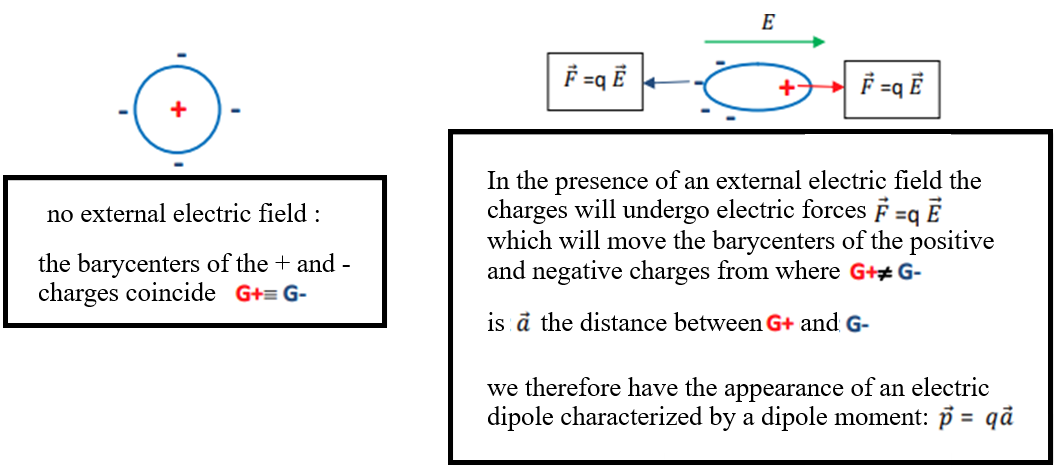 -
-
+
-
-
no external electric field :
the barycenters of the + and -
charges coincide G+≡ G-
E
F⃗ =q E⃗
-
-
-
-
+
F⃗ =q E⃗
In the presence of an external electric field the
charges will undergo electric forces F⃗ =q E⃗
which will move the barycenters of the positive
and negative charges from where G+≠ G-
is a⃗ the distance between G+ and G-
we therefore have the appearance of an electric
dipole characterized by a dipole moment: p⃗ = qa⃗